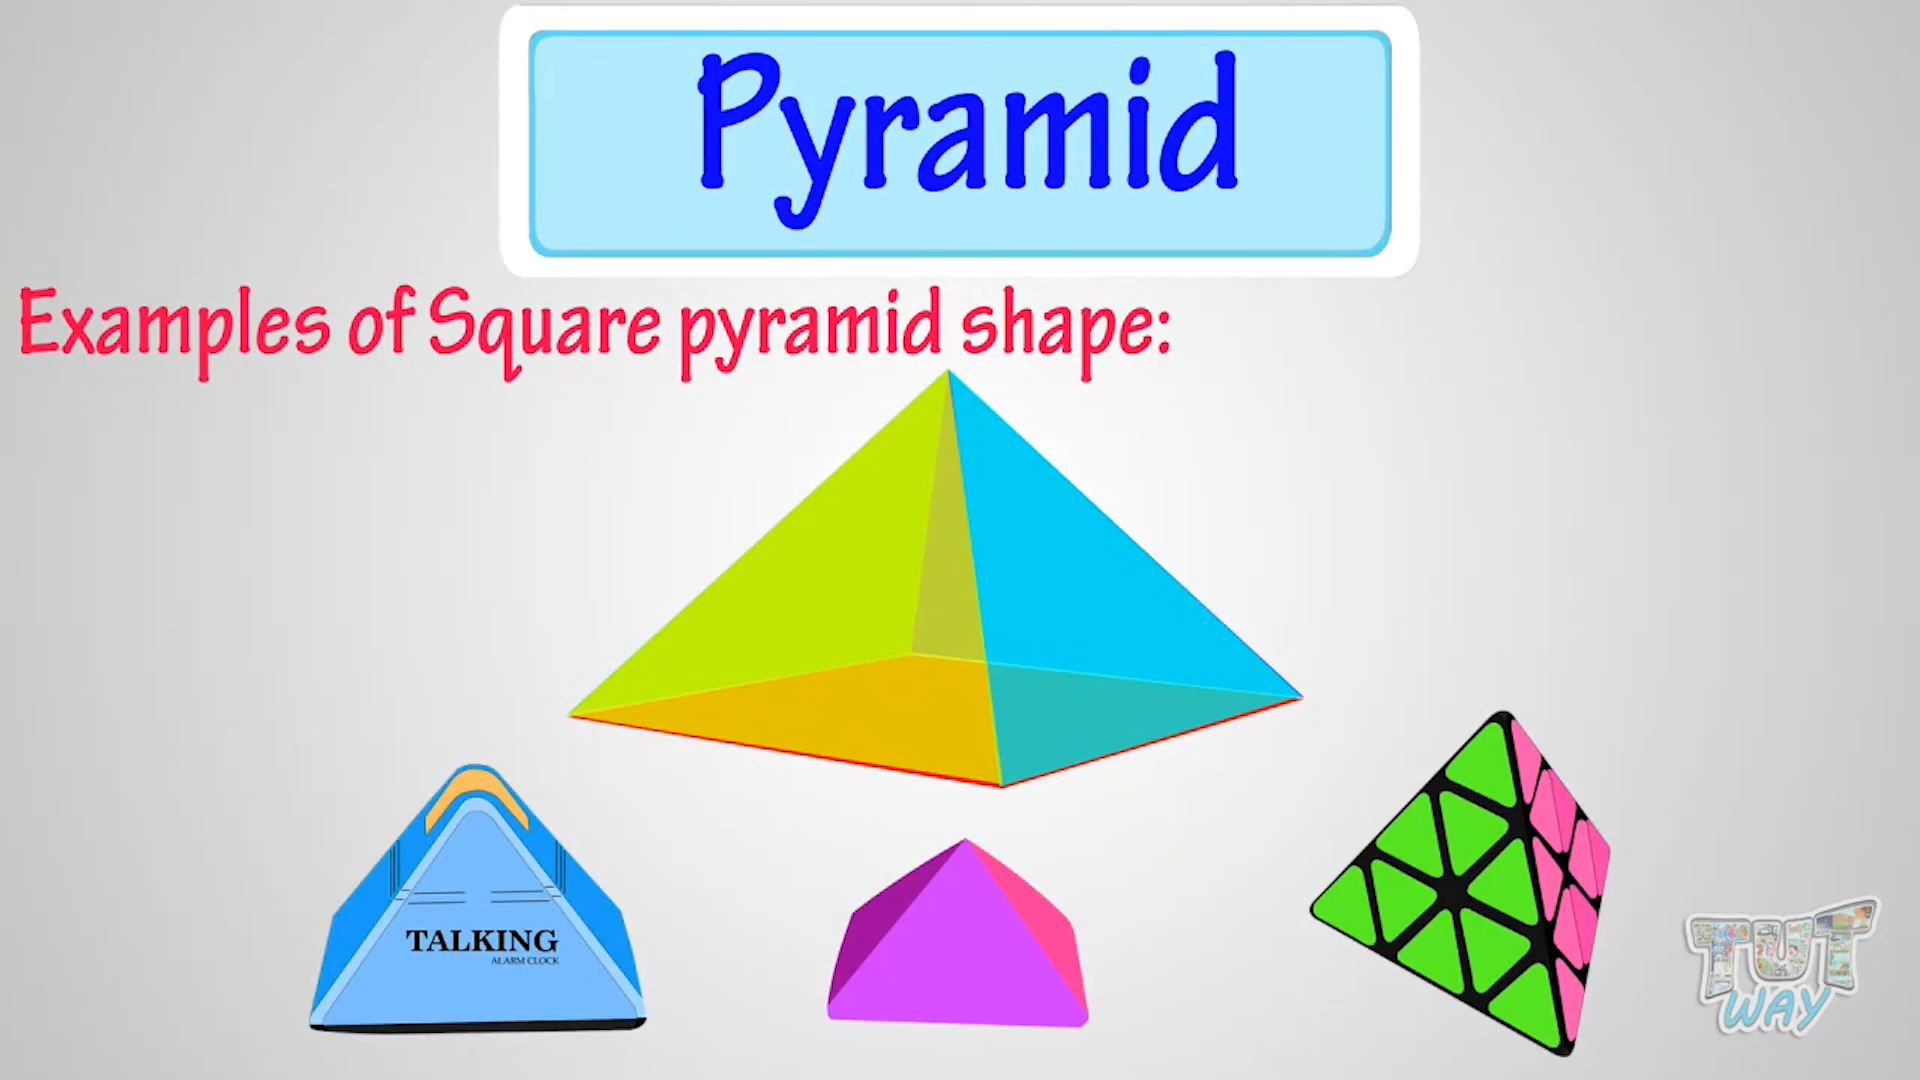 Pyramid
Examples of Square pyramid shape:
TALKING
ALARM CLOCK
TUT
WAY